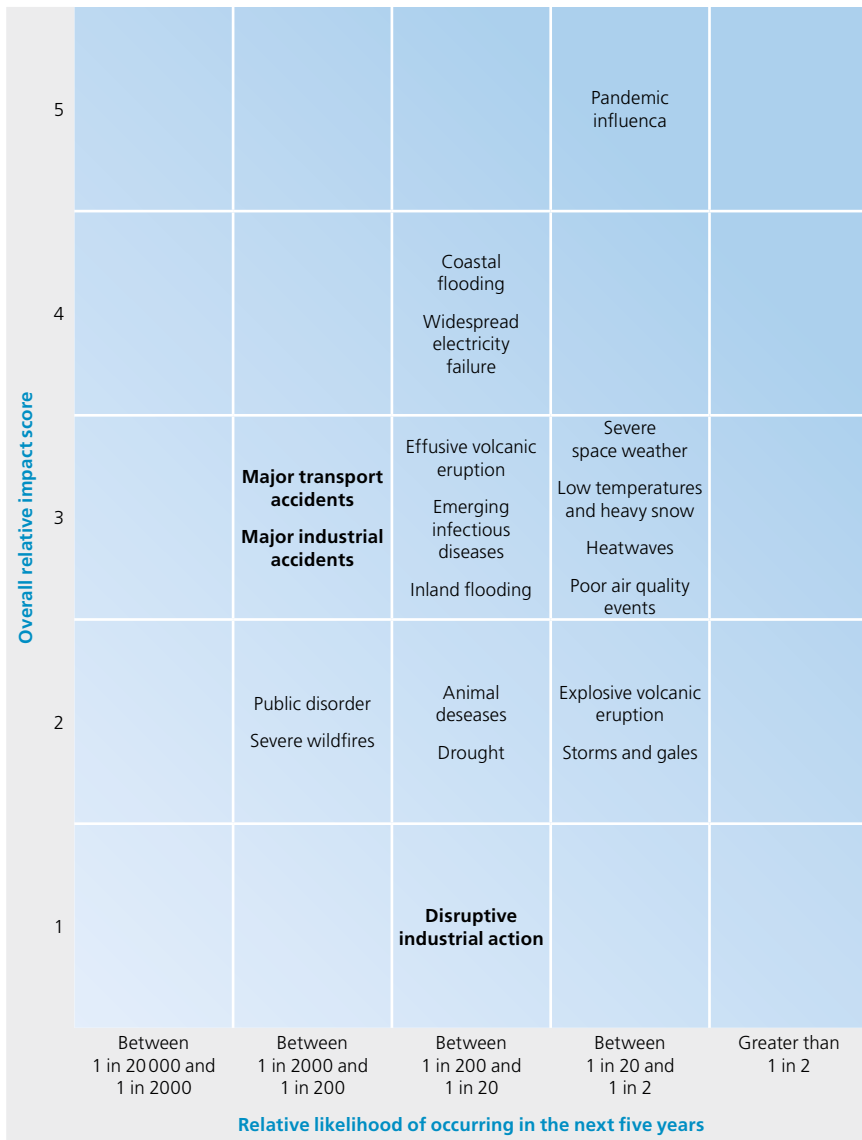 Overall relative impact score
5
Pandemic
influenca
4
Coastal
flooding
Widespread
electricity
failure
3
Major transport
accidents
Major industrial
accidents
Effusive volcanic
eruption
Emerging
infectious
diseases
Inland flooding
Severe
space weather
Low temperatures
and heavy snow
Heatwaves
Poor air quality
events
2
Public disorder
Severe wildfires
Animal
deseases
Drought
Explosive volcanic
eruption
Storms and gales
1
Disruptive
industrial action
Between
1 in 20 000 and
1 in 2000
Between
1 in 2000 and
1 in 200
Between
1 in 200 and
1 in 20
Between
1 in 20 and
1 in 2
Greater than
1 in 2
Relative likelihood of occurring in the next five years